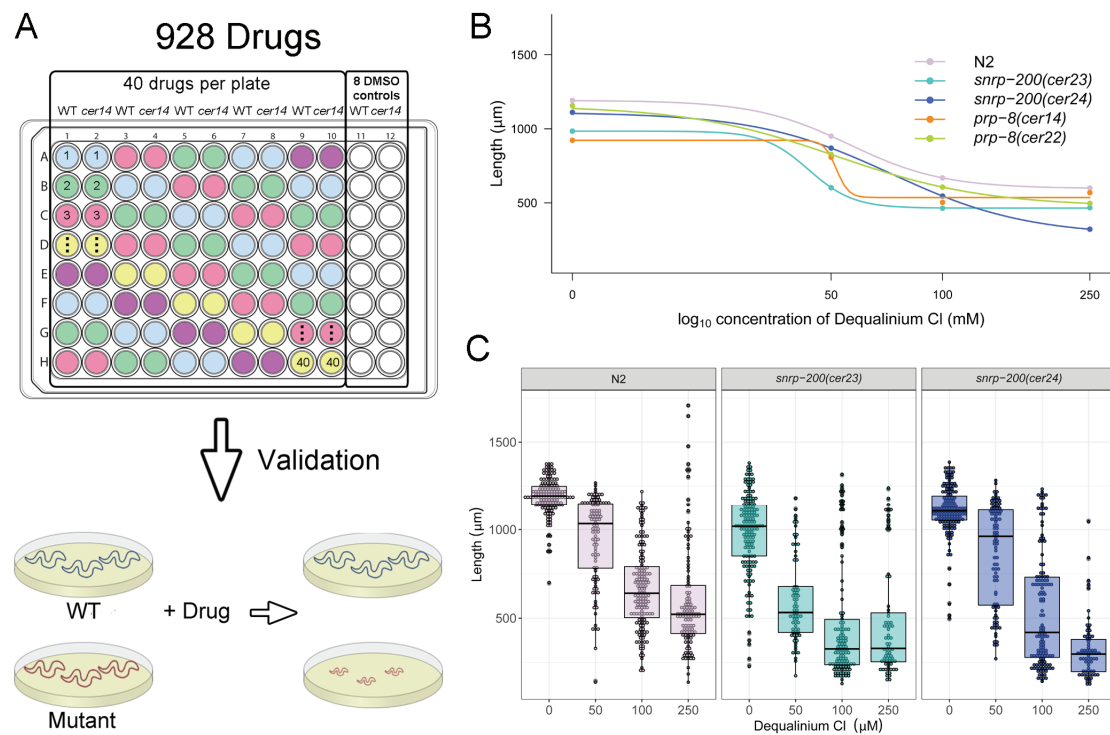 A
928 Drugs
40 drugs per plate
8 DMSO
controls
WT cer14 WT cer14 WT cer14 WT cer14 WT cer14 WT cer14
1 2 3 4 5 6 7 8 9 10 11 12
A 1 1
B 2 2
C 3 3
D
E
F
G
H 40 40
Validation
WT
+ Drug
Mutant
B
1500
1000
500
Length (µm)
N2
snrp-200(cer23)
snrp-200(cer24)
prp-8(cer14)
prp-8(cer22)
0 50 100 250
log₁₀ concentration of Dequalinium Cl (mM)
C
N2 snrp-200(cer23) snrp-200(cer24)
1500
1000
500
Length (µm)
0 50 100 250 0 50 100 250 0 50 100 250
Dequalinium Cl (µM)